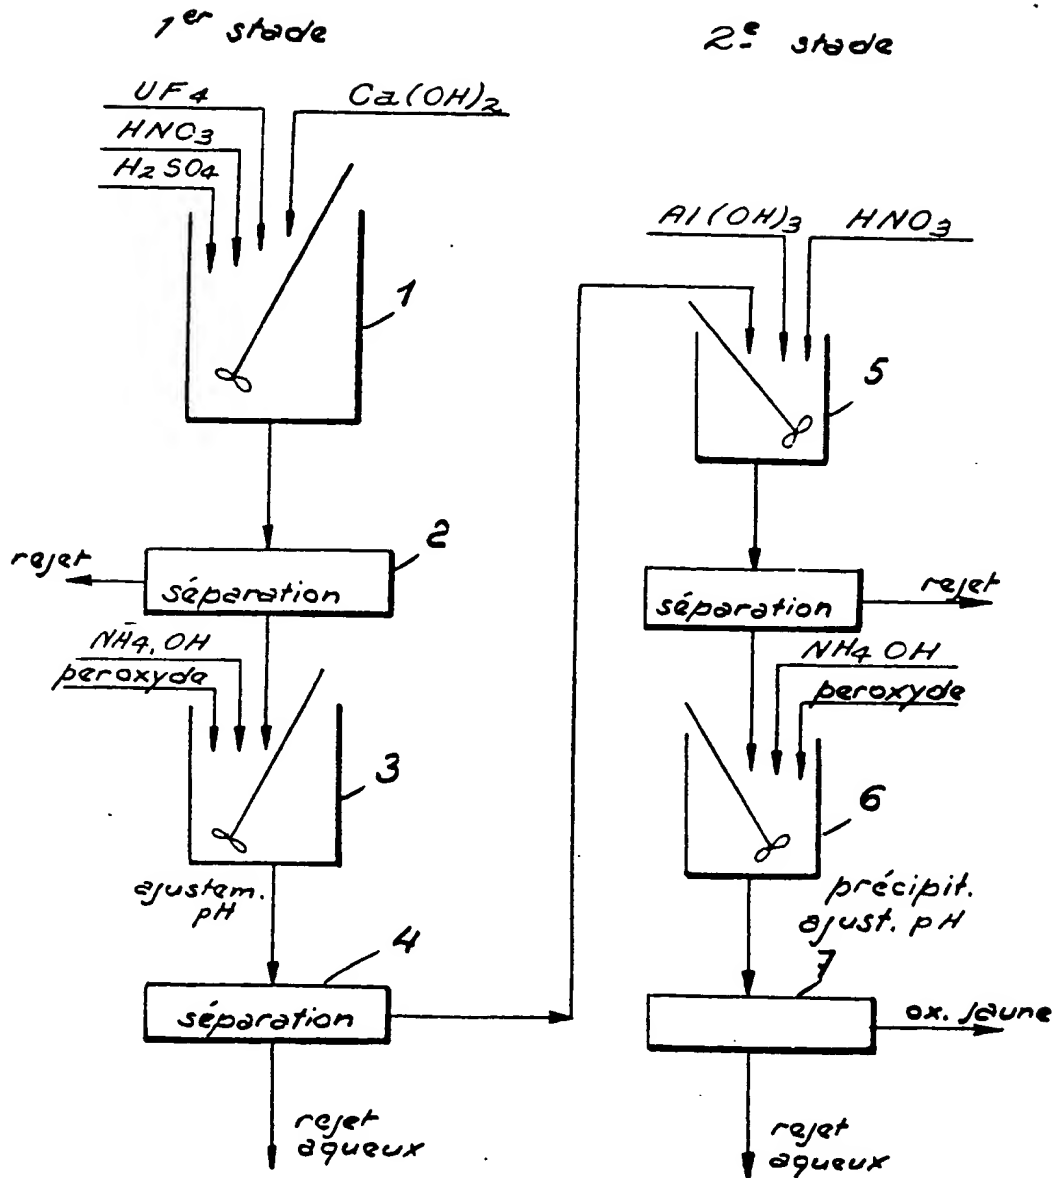 1er stade
UF4
HNO3
H2SO4
Ca(OH)2
1
2
rejet
séparation
NH4.OH
peroxyde
3
ajustem.
pH
4
séparation
rejet
aqueux
2e stade
Al(OH)3
HNO3
5
séparation
rejet
NH4OH
peroxyde
6
précipit.
ajust. pH
7
ox. jaune
rejet
aqueux